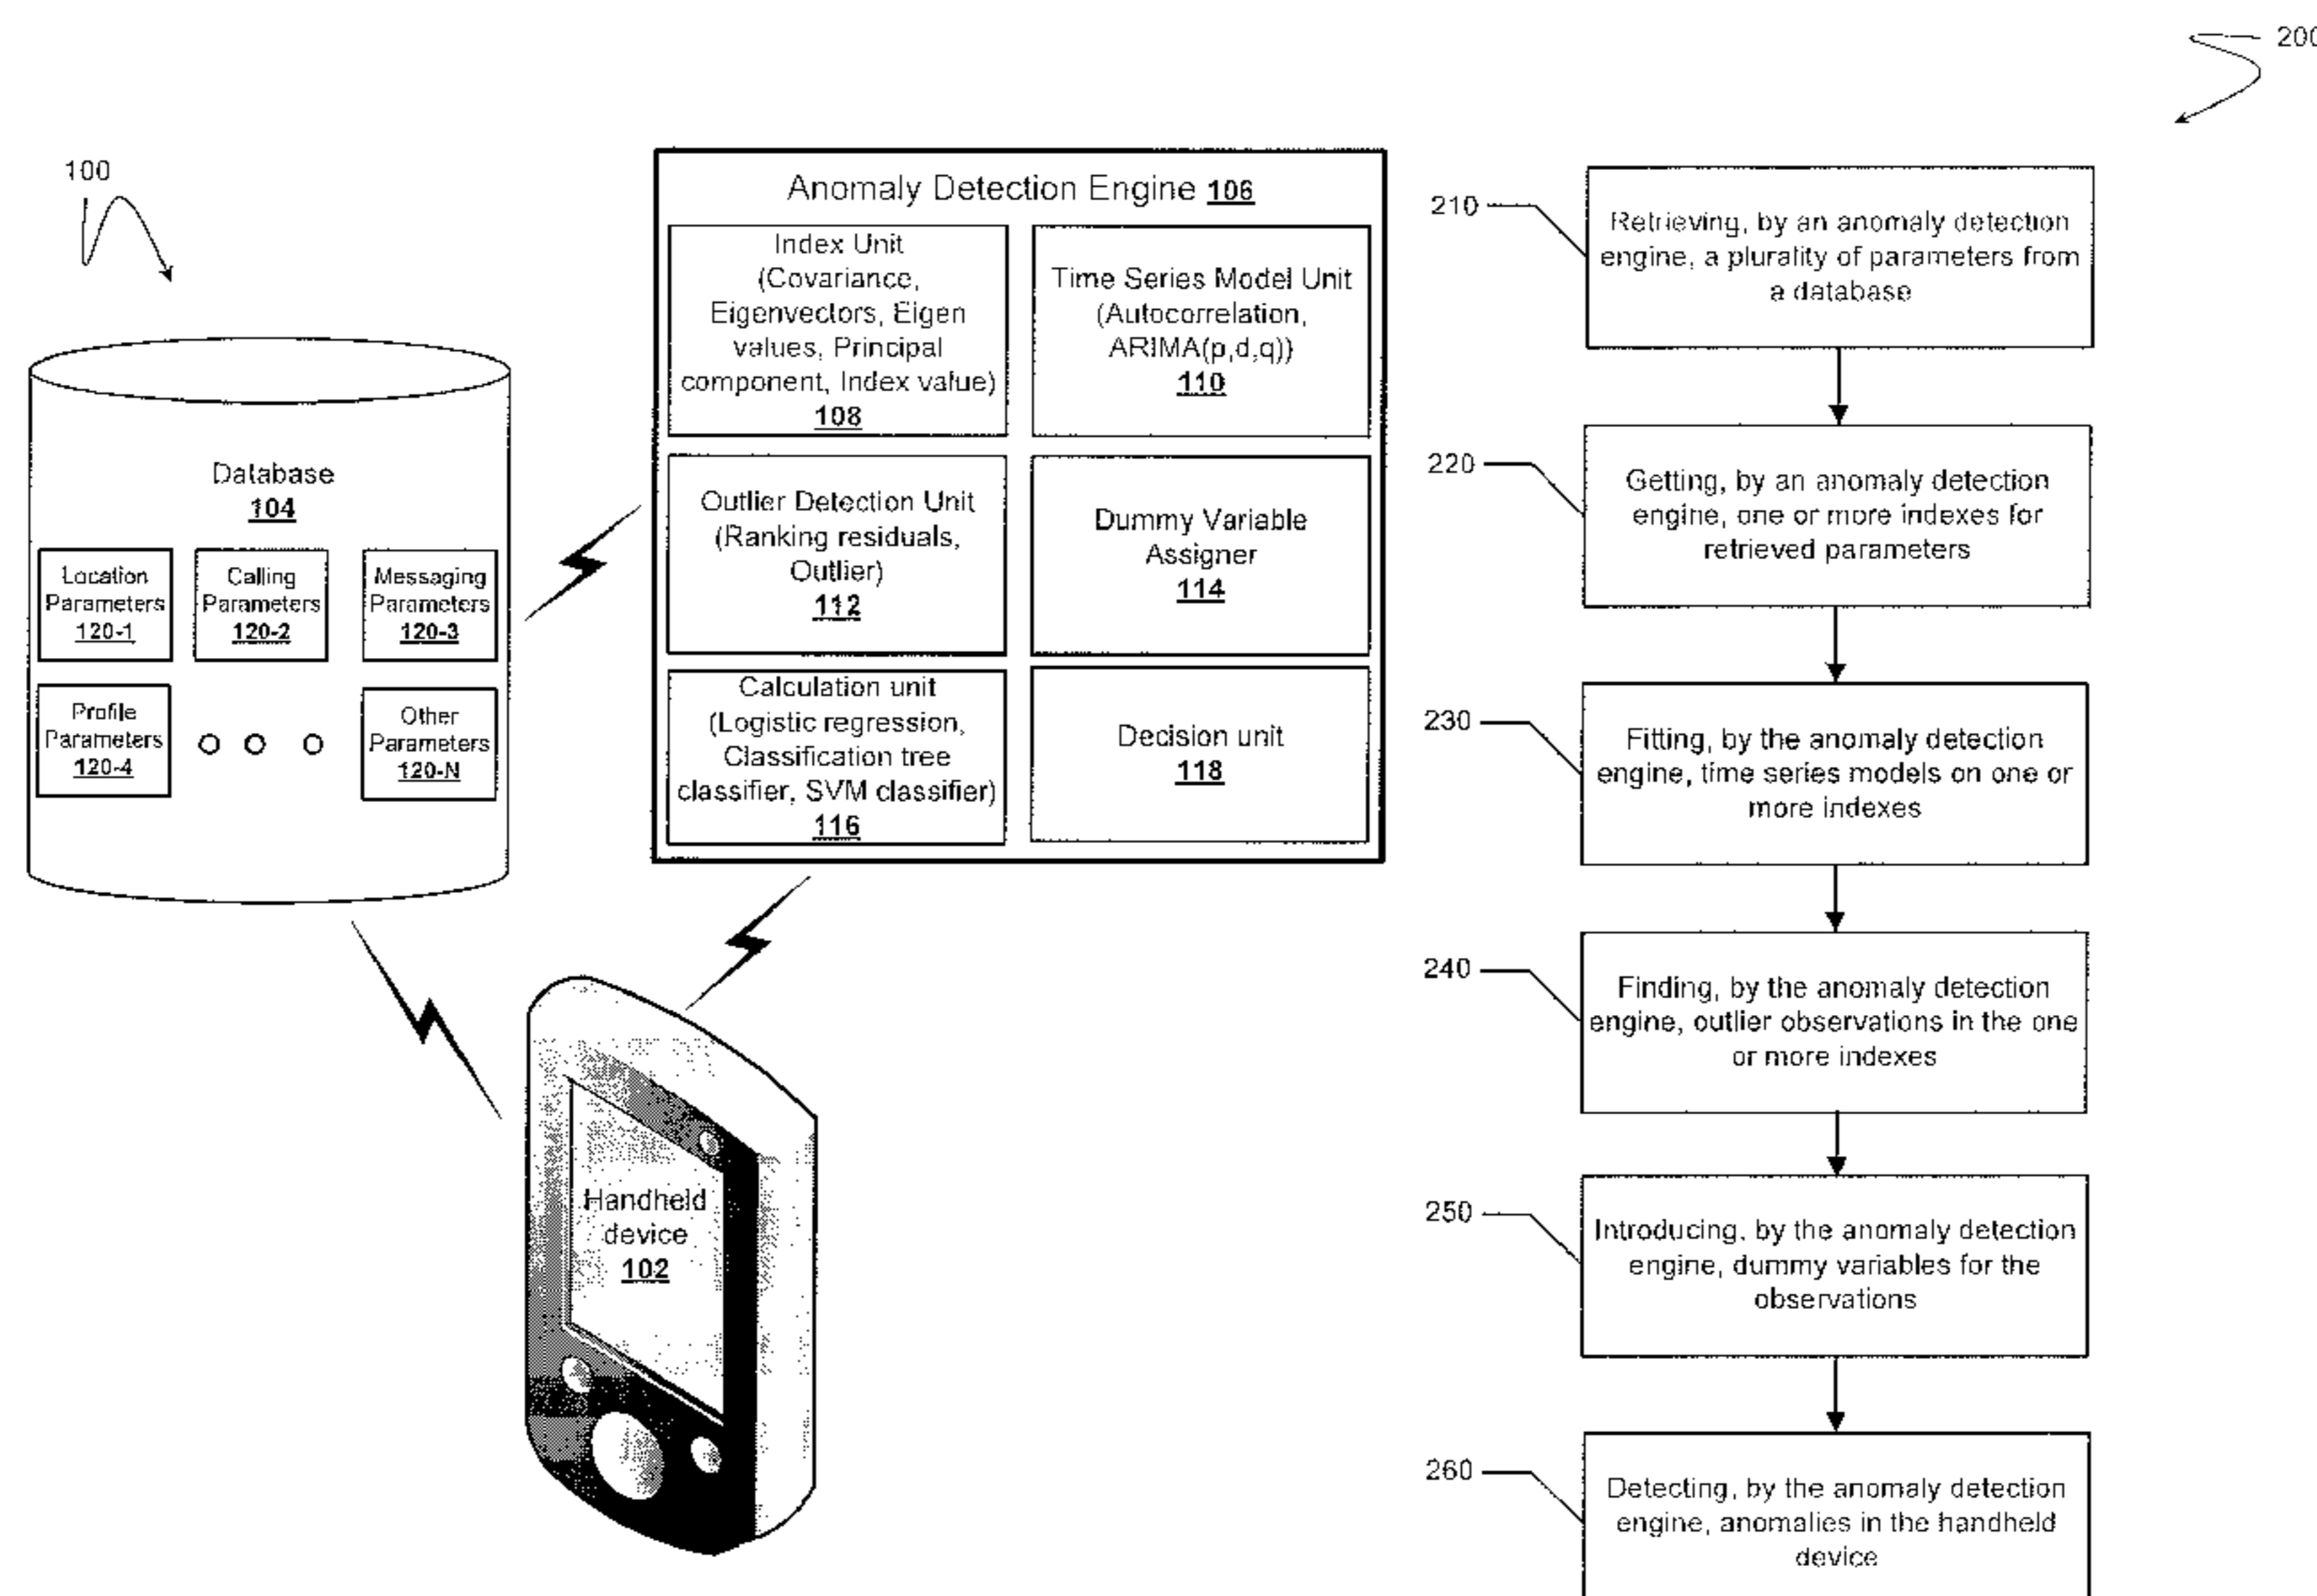 100
Database
104
Location
Parameters
120-1
Calling
Parameters
120-2
Messaging
Parameters
120-3
Profile
Parameters
120-4
Other
Parameters
120-N
Anomaly Detection Engine 106
Index Unit
(Covariance,
Eigenvectors, Eigen
values, Principal
component, Index value)
108
Time Series Model Unit
(Autocorrelation,
ARIMA(p,d,q))
110
Outlier Detection Unit
(Ranking residuals,
Outlier)
112
Dummy Variable
Assigner
114
Calculation unit
(Logistic regression,
Classification tree
classifier, SVM classifier)
116
Decision unit
118
Handheld
device
102
200
210
Retrieving, by an anomaly detection
engine, a plurality of parameters from
a database
220
Getting, by an anomaly detection
engine, one or more indexes for
retrieved parameters
230
Fitting, by the anomaly detection
engine, time series models on one or
more indexes
240
Finding, by the anomaly detection
engine, outlier observations in the one
or more indexes
250
Introducing, by the anomaly detection
engine, dummy variables for the
observations
260
Detecting, by the anomaly detection
engine, anomalies in the handheld
device